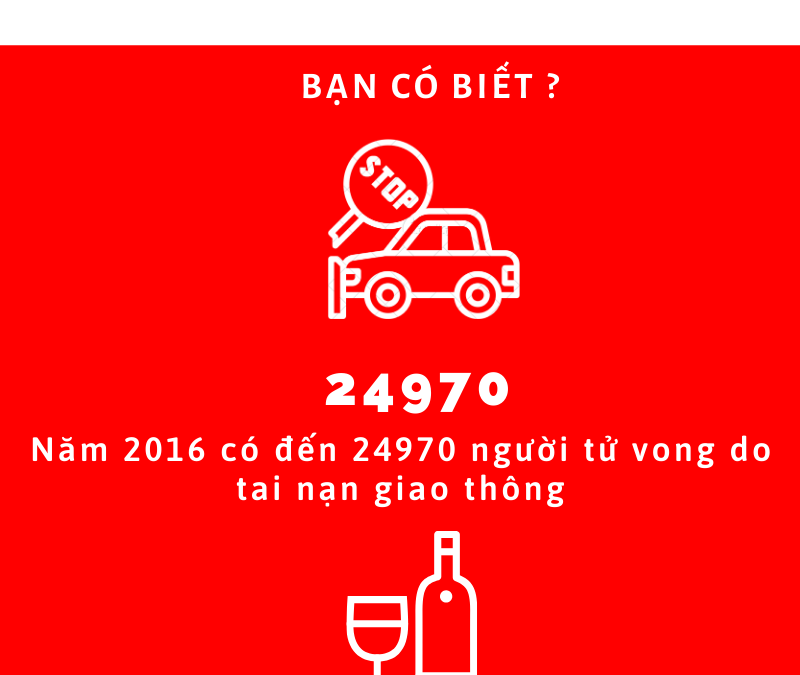 BẠN CÓ BIẾT ?
STOP
24970
Năm 2016 có đến 24970 người tử vong do
tai nạn giao thông